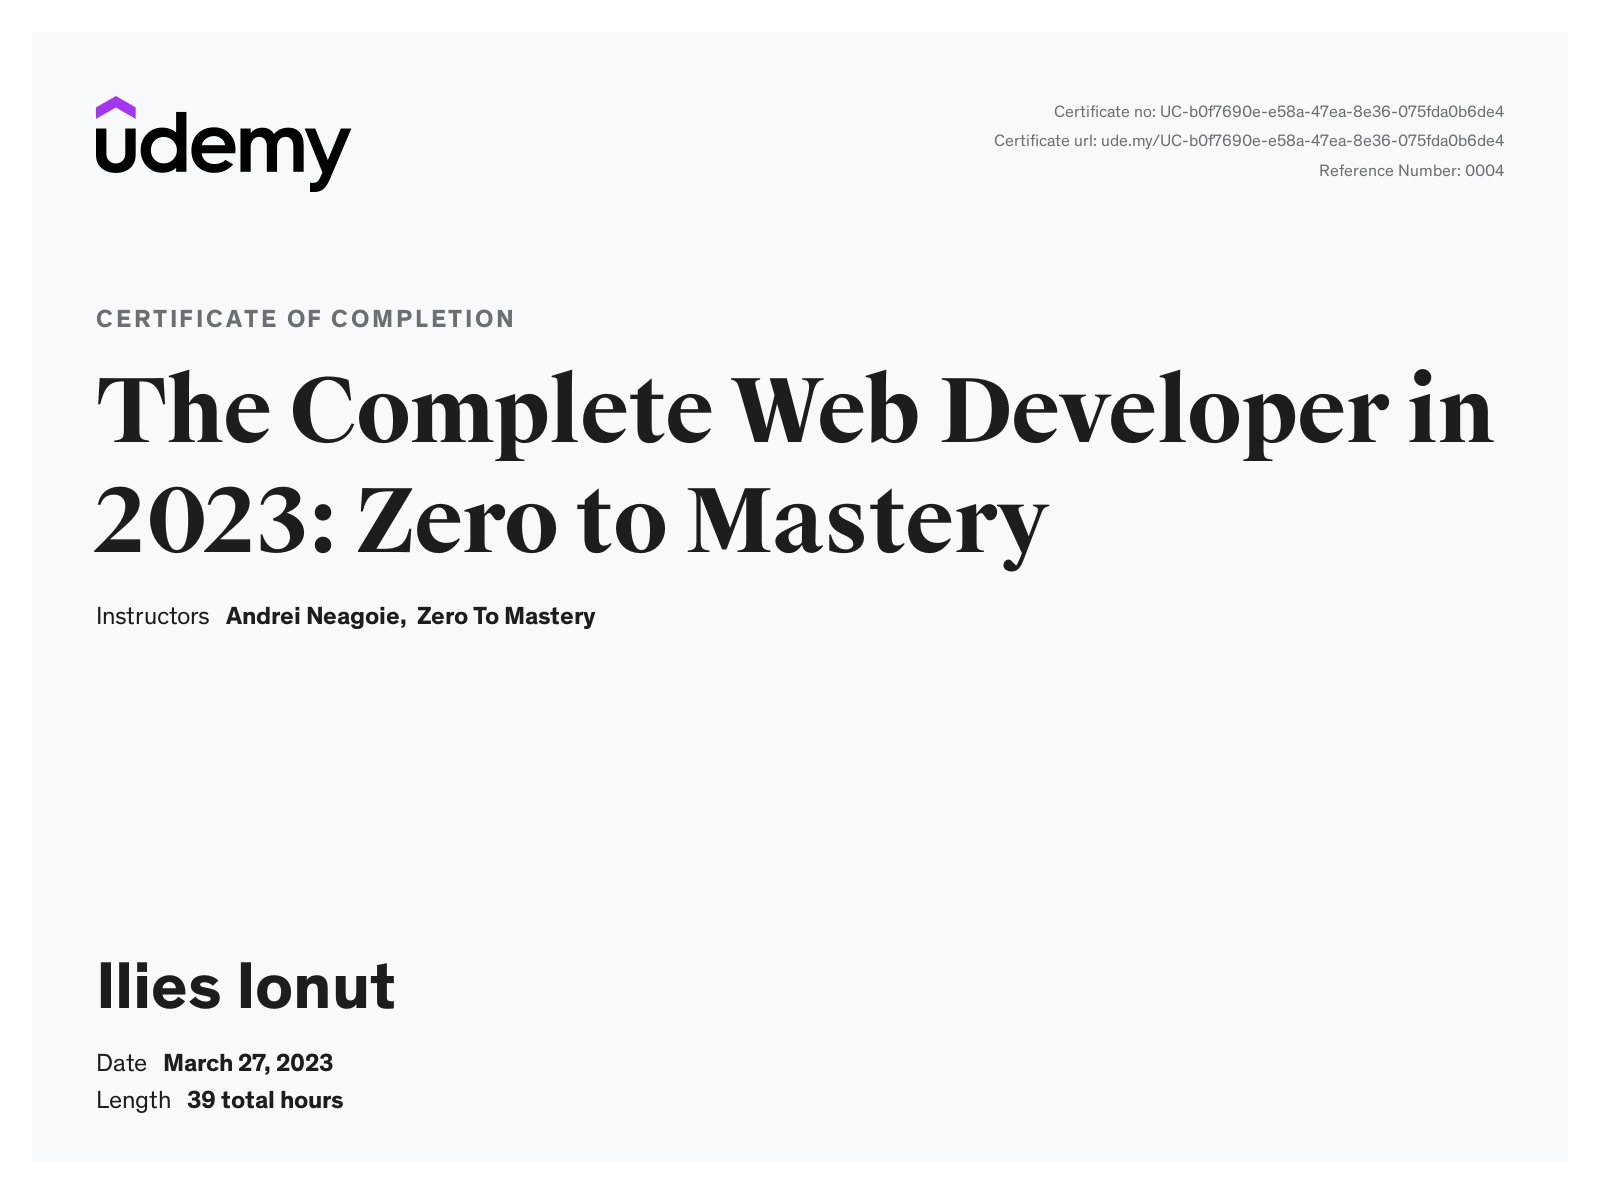 udemy
Certificate no: UC-b0f7690e-e58a-47ea-8e36-075fda0b6de4
Certificate url: ude.my/UC-b0f7690e-e58a-47ea-8e36-075fda0b6de4
Reference Number: 0004
CERTIFICATE OF COMPLETION
The Complete Web Developer in
2023: Zero to Mastery
Instructors Andrei Neagoie, Zero To Mastery
Ilies Ionut
Date March 27, 2023
Length 39 total hours